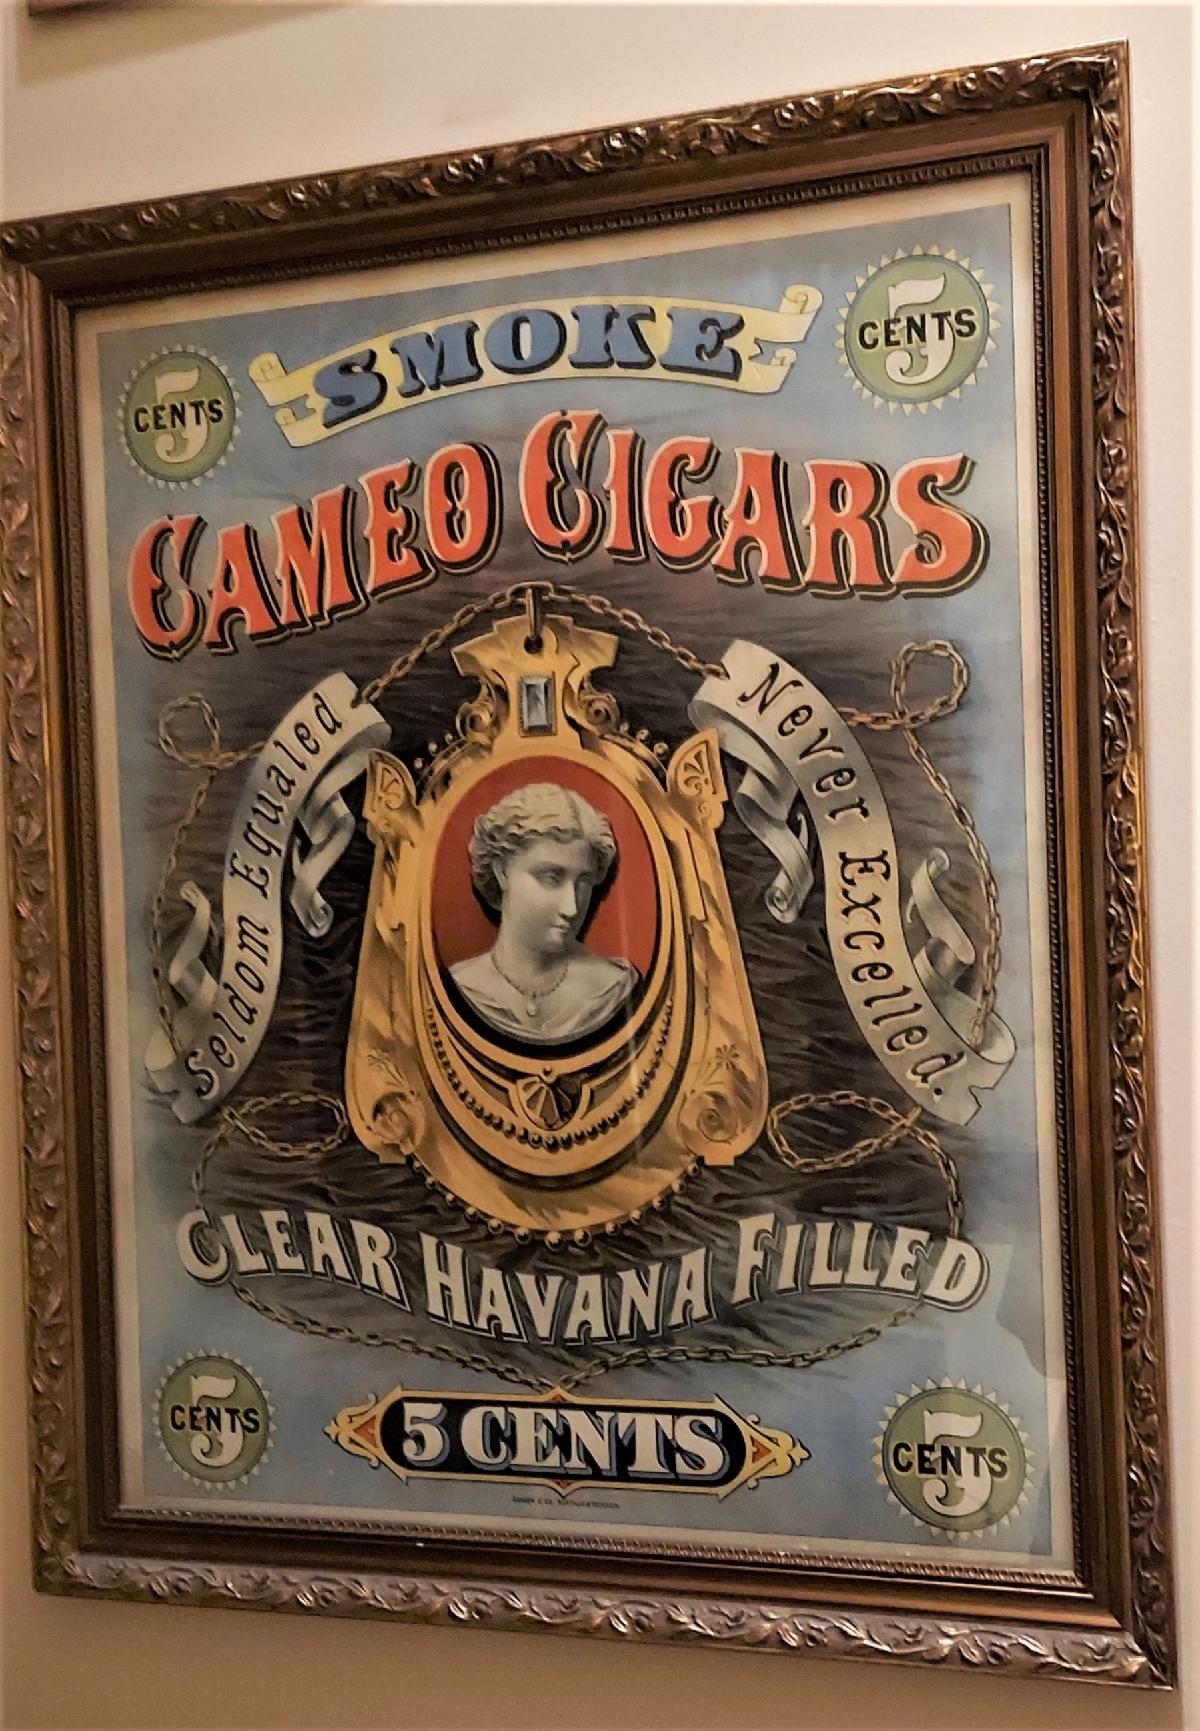 5 CENTS
SMOKE
5 CENTS
CAMEO CIGARS
Seldom Equaled
Never Excelled.
CLEAR HAVANA FILLED
5 CENTS
5 CENTS
5 CENTS